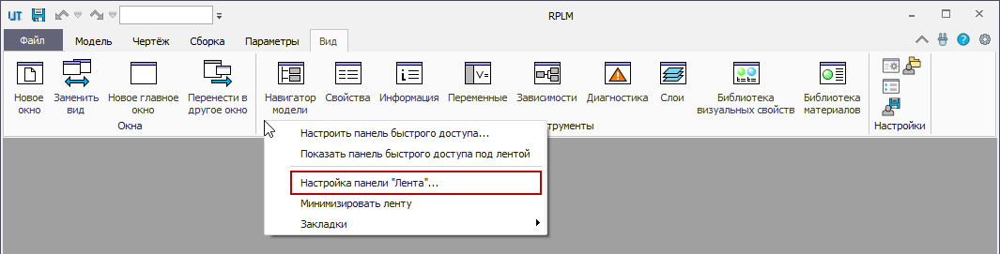 UT RPLM
Файл Модель Чертёж Сборка Параметры Вид
Новое окно
Заменить вид
Новое главное окно
Перенести в другое окно
Навигатор модели
Свойства
Информация
Переменные
Зависимости
Диагностика
Слои
Библиотека визуальных свойств
Библиотека материалов
Окна
нструменты
Настройки
Настроить панель быстрого доступа...
Показать панель быстрого доступа под лентой
Настройка панели "Лента"...
Минимизировать ленту
Закладки